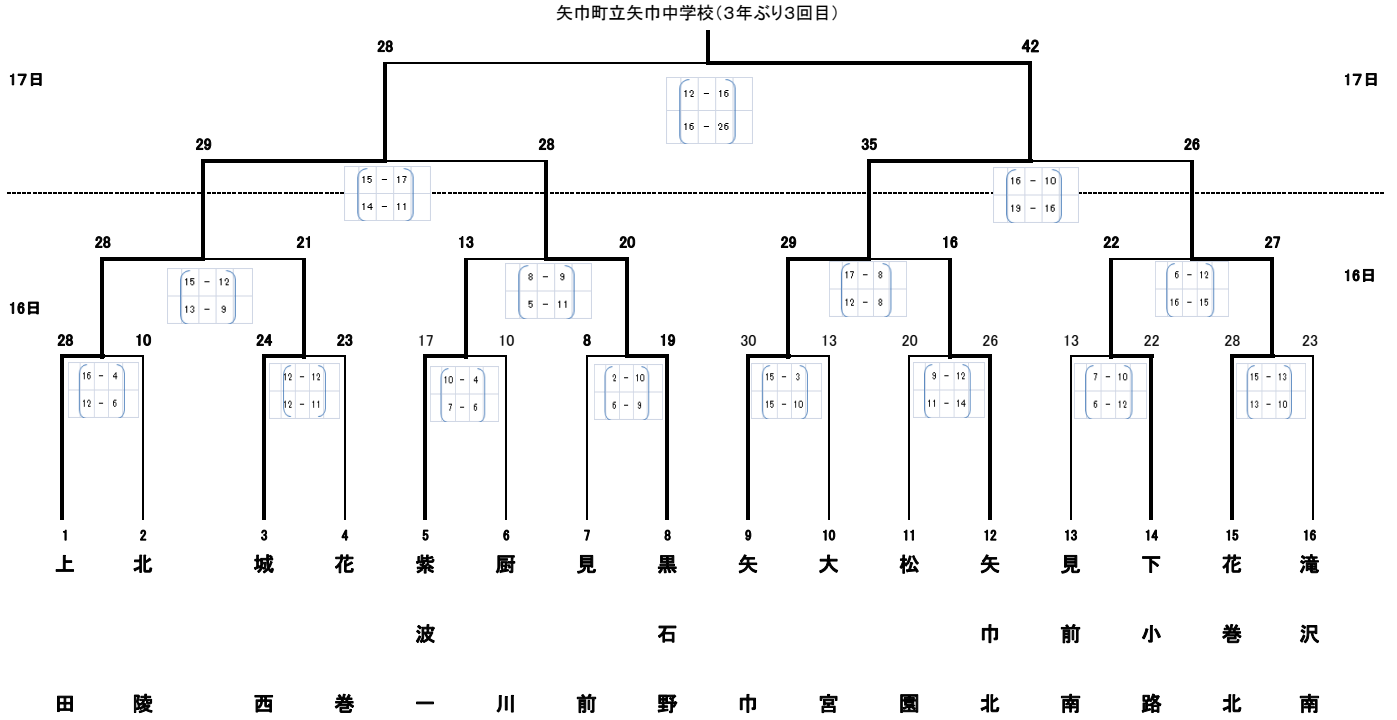 矢巾町立矢巾中学校(3年ぶり3回目)
28 42
17日 17日
12 - 16
16 - 26
29 28 35 26
15 - 17 16 - 10
14 - 11 19 - 16
28 21 13 20 29 16 22 27
15 - 12 8 - 9 17 - 8 6 - 12
13 - 9 5 - 11 12 - 8 16 - 15
16日 16日
28 10 24 23 17 10 8 19 30 13 20 26 13 22 28 23
16 - 4 12 - 12 10 - 4 2 - 10 15 - 3 9 - 12 7 - 10 15 - 13
12 - 6 12 - 11 7 - 6 6 - 9 15 - 10 11 - 14 6 - 12 13 - 10
1 2 3 4 5 6 7 8 9 10 11 12 13 14 15 16
上田
北陵
城西
花巻
紫波一
厨川
見前
黒石野
矢巾
大宮
松園
矢巾北
見前南
下小路
花巻北
滝沢南